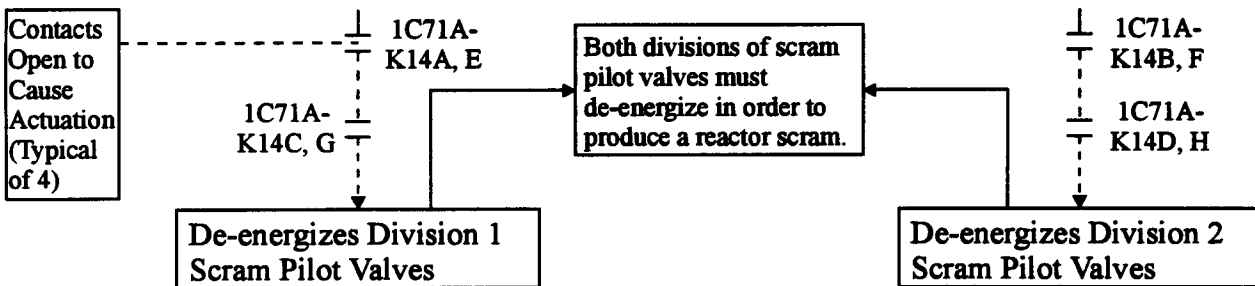 Contacts
Open to
Cause
Actuation
(Typical
of 4)
1C71A-
K14A, E
1C71A-
K14C, G
De-energizes Division 1
Scram Pilot Valves
Both divisions of scram
pilot valves must
de-energize in order to
produce a reactor scram.
1C71A-
K14B, F
1C71A-
K14D, H
De-energizes Division 2
Scram Pilot Valves